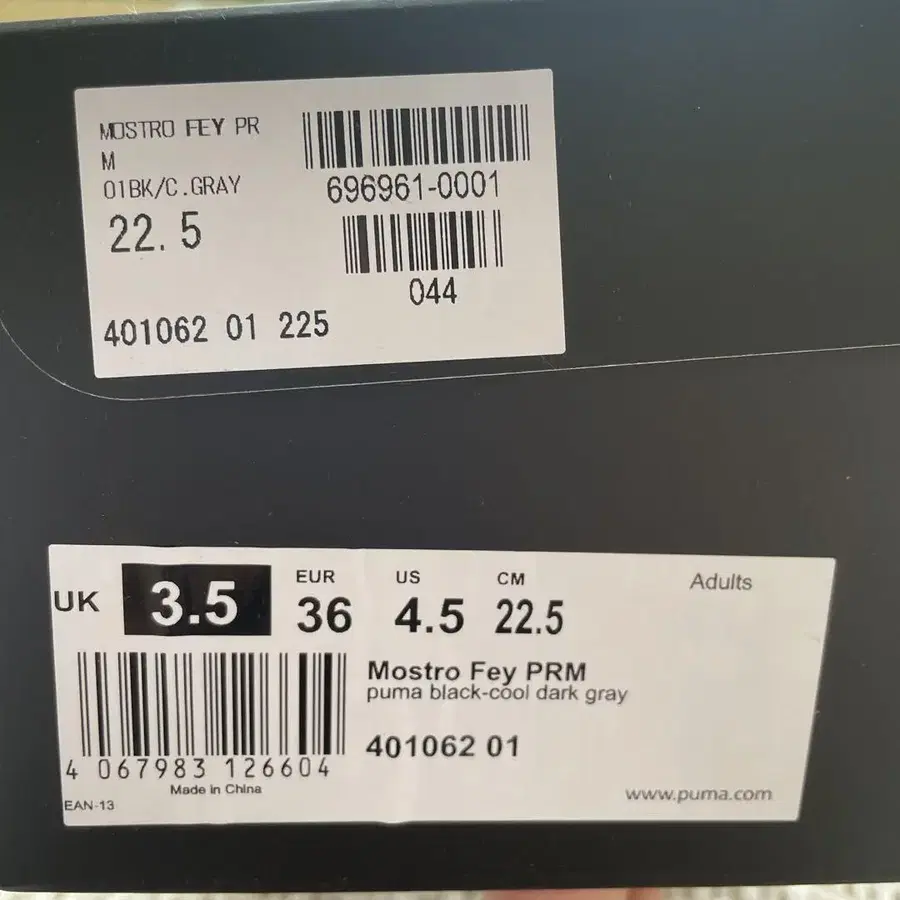 MOSTRO FEY PR
M
01BK/C.GRAY
22.5
696961-0001
044
401062 01 225
UK 3.5
EUR 36
US 4.5
CM 22.5
Adults
Mostro Fey PRM
puma black-cool dark gray
401062 01
4 067983 126604
Made in China
EAN-13
www.puma.com